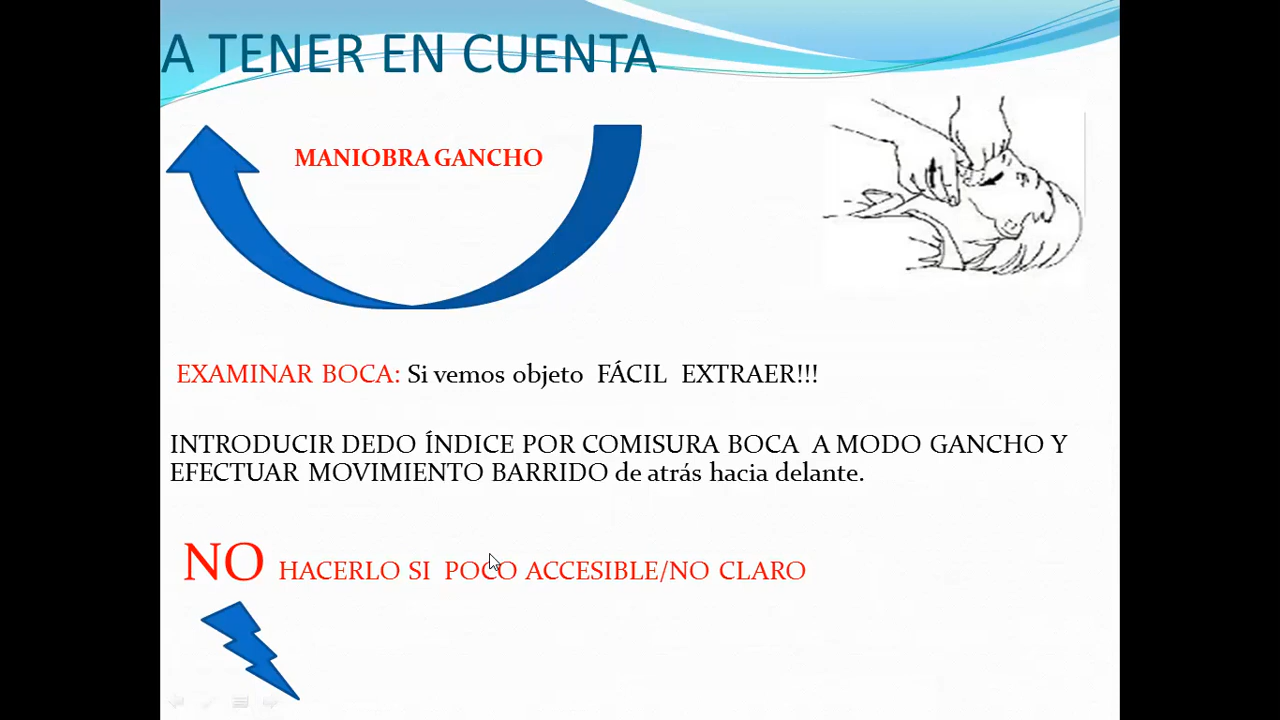 A TENER EN CUENTA
MANIOBRA GANCHO
EXAMINAR BOCA: Si vemos objeto FÁCIL EXTRAER!!!
INTRODUCIR DEDO ÍNDICE POR COMISURA BOCA A MODO GANCHO Y
EFECTUAR MOVIMIENTO BARRIDO de atrás hacia delante.
NO HACERLO SI POCO ACCESIBLE/NO CLARO